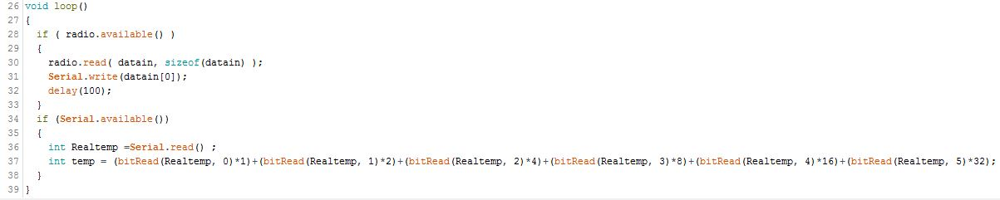 26 void loop()
27 {
28   if ( radio.available() )
29   {
30     radio.read( datain, sizeof(datain) );
31     Serial.write(datain[0]);
32     delay(100);
33   }
34   if (Serial.available())
35   {
36     int Realtemp =Serial.read() ;
37     int temp = (bitRead(Realtemp, 0)*1)+(bitRead(Realtemp, 1)*2)+(bitRead(Realtemp, 2)*4)+(bitRead(Realtemp, 3)*8)+(bitRead(Realtemp, 4)*16)+(bitRead(Realtemp, 5)*32);
38   }
39 }